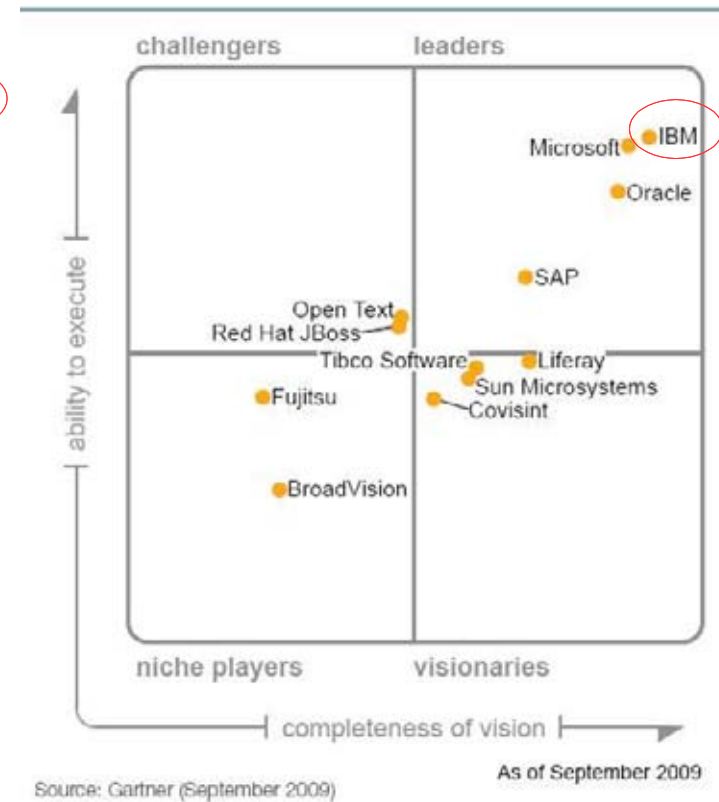 challengers
leaders
IBM
Microsoft
Oracle
SAP
Open Text
Red Hat JBoss
Tibco Software
Liferay
Sun Microsystems
Fujitsu
Covisint
BroadVision
ability to execute
niche players
visionaries
completeness of vision
As of September 2009
Source: Gartner (September 2009)